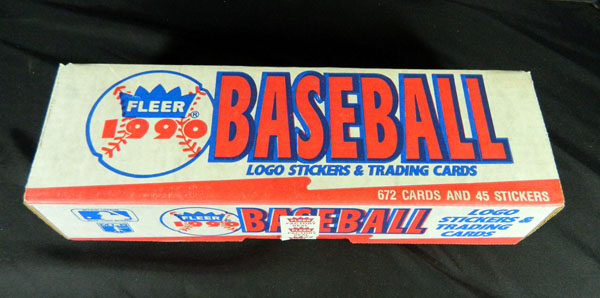 FLEER®
1990
BASEBALL
LOGO STICKERS & TRADING CARDS
672 CARDS AND 45 STICKERS
FLEER
1990
BASEBALL
LOGO
STICKERS &
TRADING
CARDS